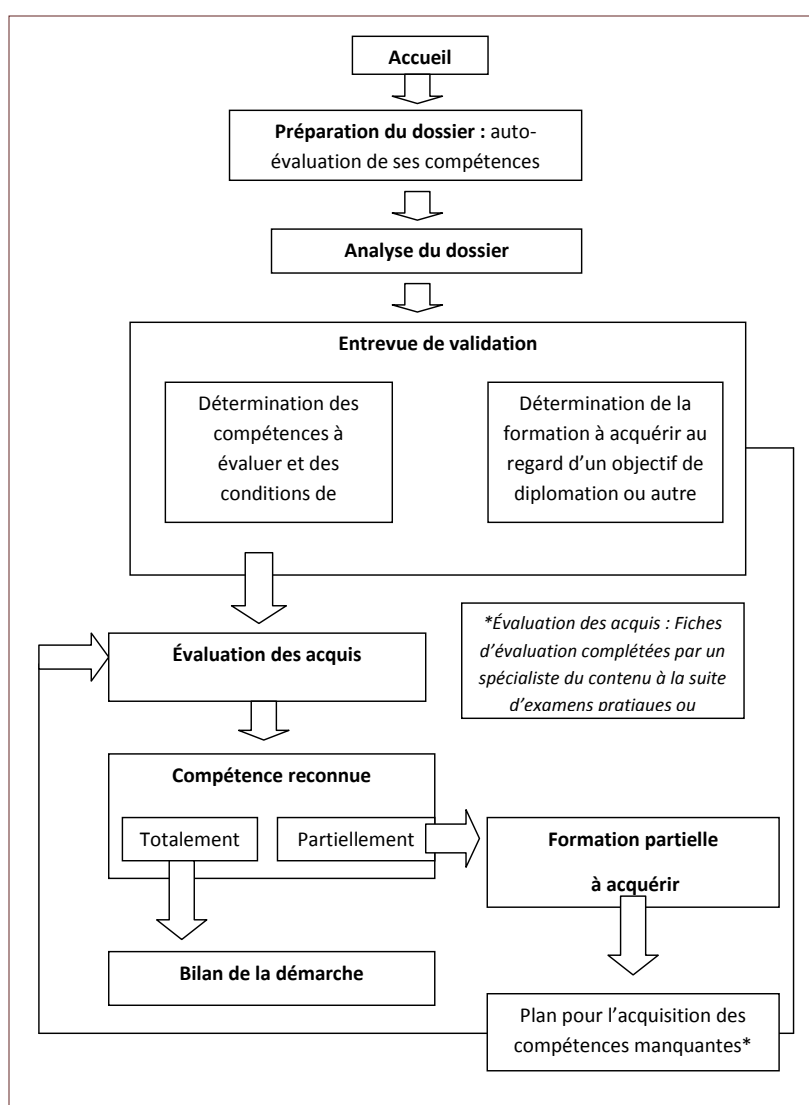 Accueil
Préparation du dossier : auto-
évaluation de ses compétences
Analyse du dossier
Entrevue de validation
Détermination des
compétences à
évaluer et des
conditions de
Détermination de la
formation à acquérir au
regard d’un objectif de
diplomation ou autre
Évaluation des acquis
*Évaluation des acquis : Fiches
d’évaluation complétées par un
spécialiste du contenu à la suite
d’examens pratiques ou
Compétence reconnue
Totalement
Partiellement
Formation partielle
à acquérir
Bilan de la démarche
Plan pour l’acquisition des
compétences manquantes*